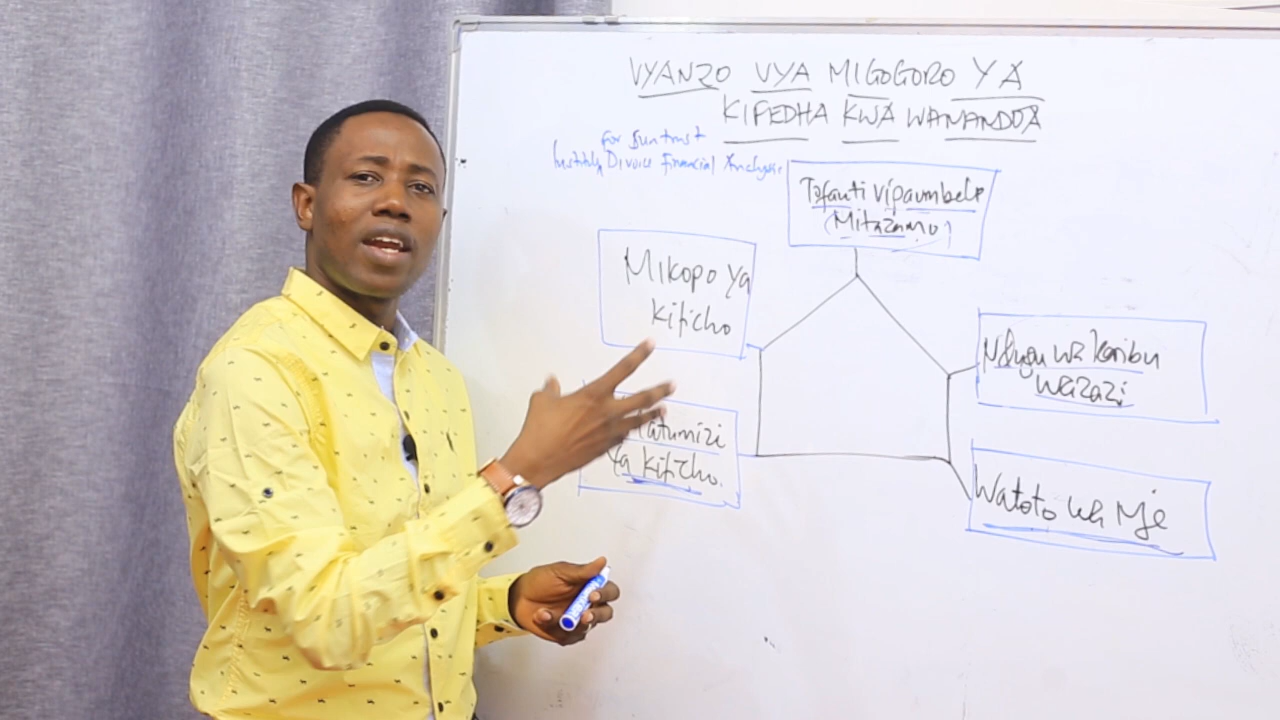 VYANZO VYA MIGOGORO YA
KIFEDHA KWA WANANDOA
for Suntrust
Divorce Financial Analysis
Tofauti vipaumbele
(Mitazamo)
Mikopo ya
kificho
Ndugu wa karibu
wazazi
Matumizi
Ya kificho.
Watoto wa Nje